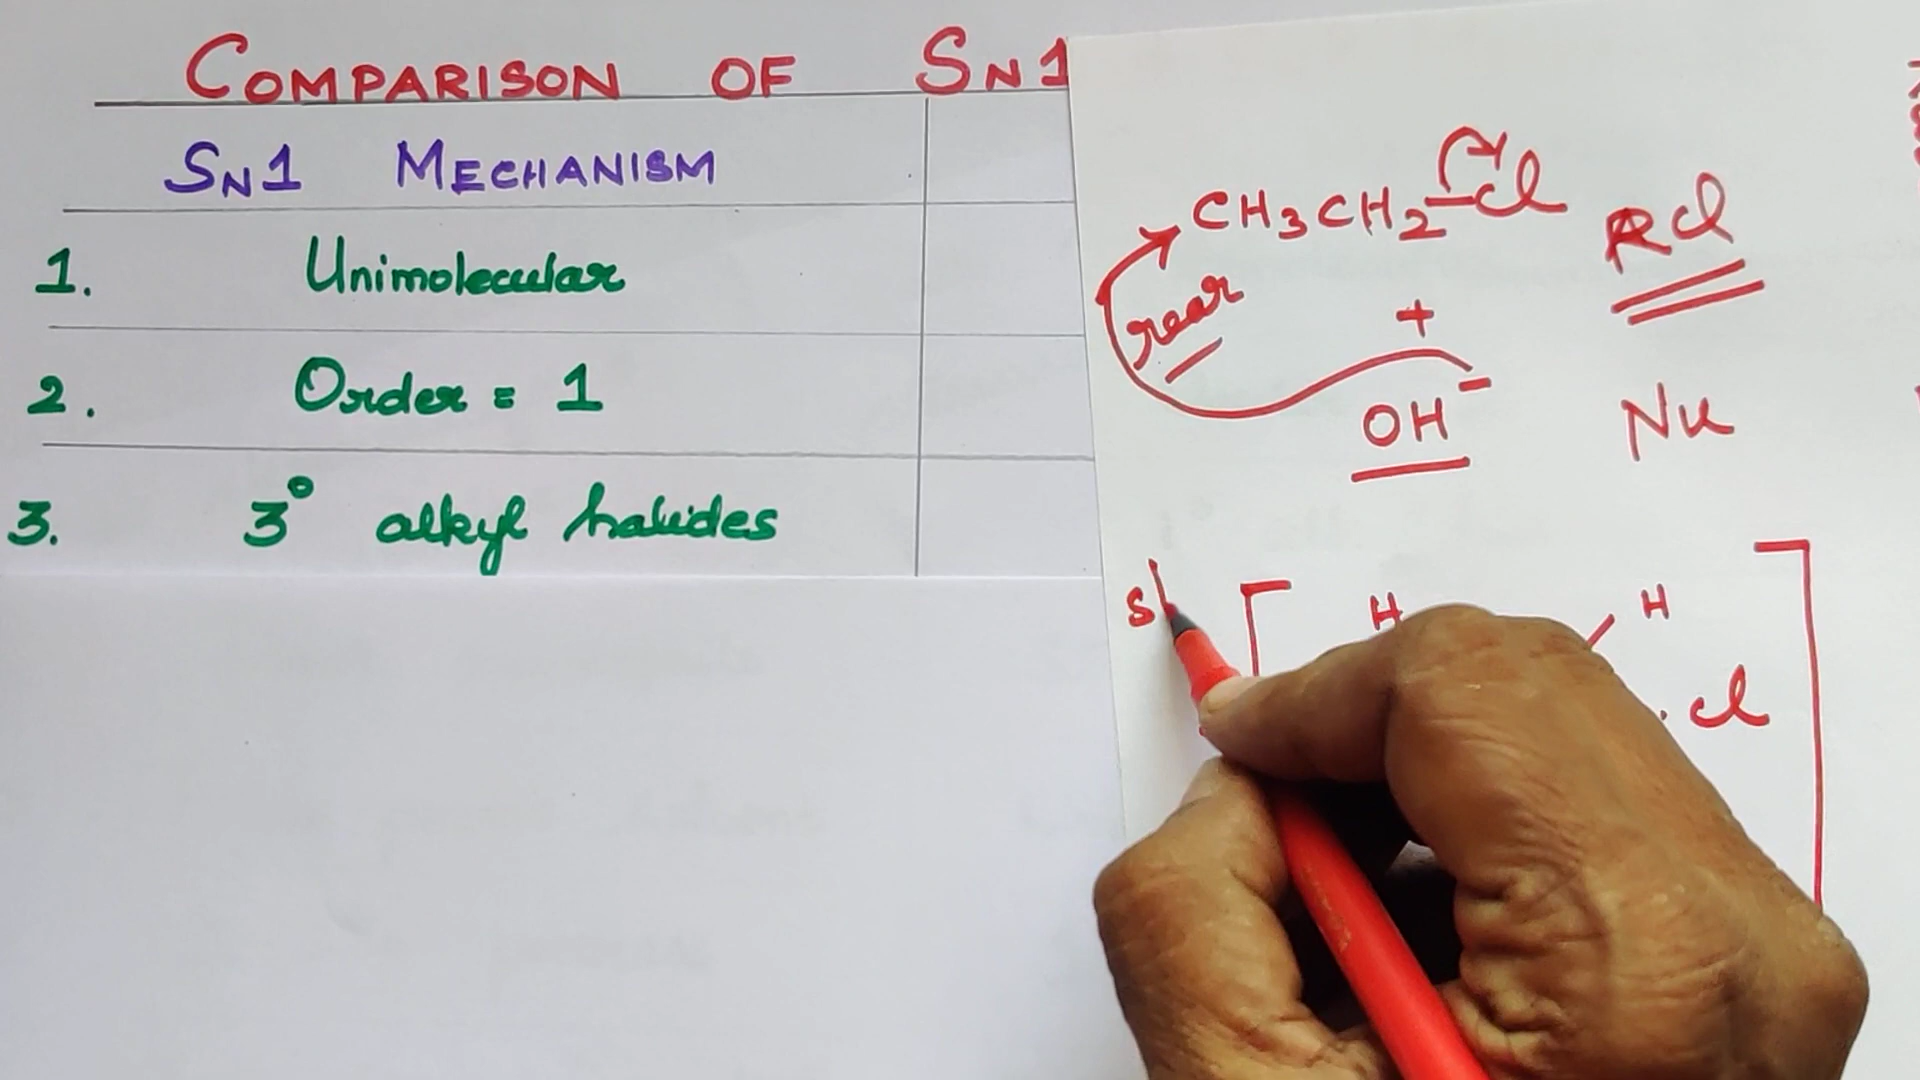 COMPARISON OF SN1
SN1 MECHANISM
1. Unimolecular
2. Order = 1
3. 3° alkyl halides
CH3CH2-Cl RCl
rear
+
OH- Nu
S
H H
Cl